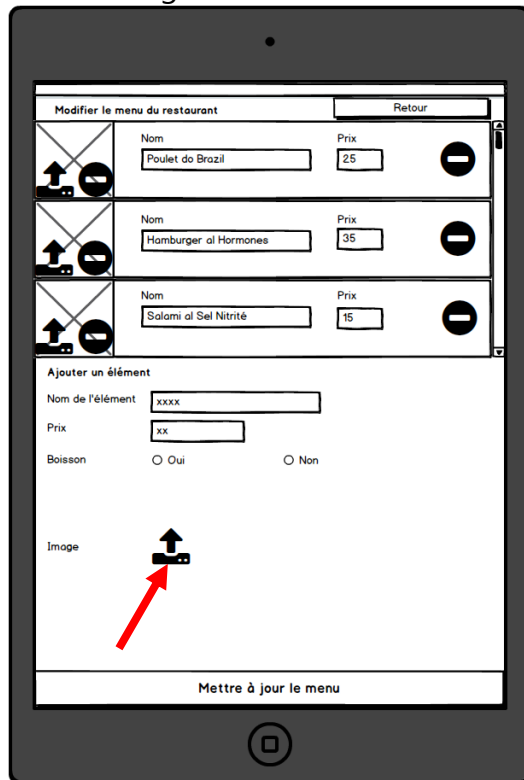 Modifier le menu du restaurant Retour
Nom Prix
Poulet do Brazil 25
Nom Prix
Hamburger al Hormones 35
Nom Prix
Salami al Sel Nitrité 15
Ajouter un élément
Nom de l'élément xxxx
Prix xx
Boisson Oui Non
Image
Mettre à jour le menu